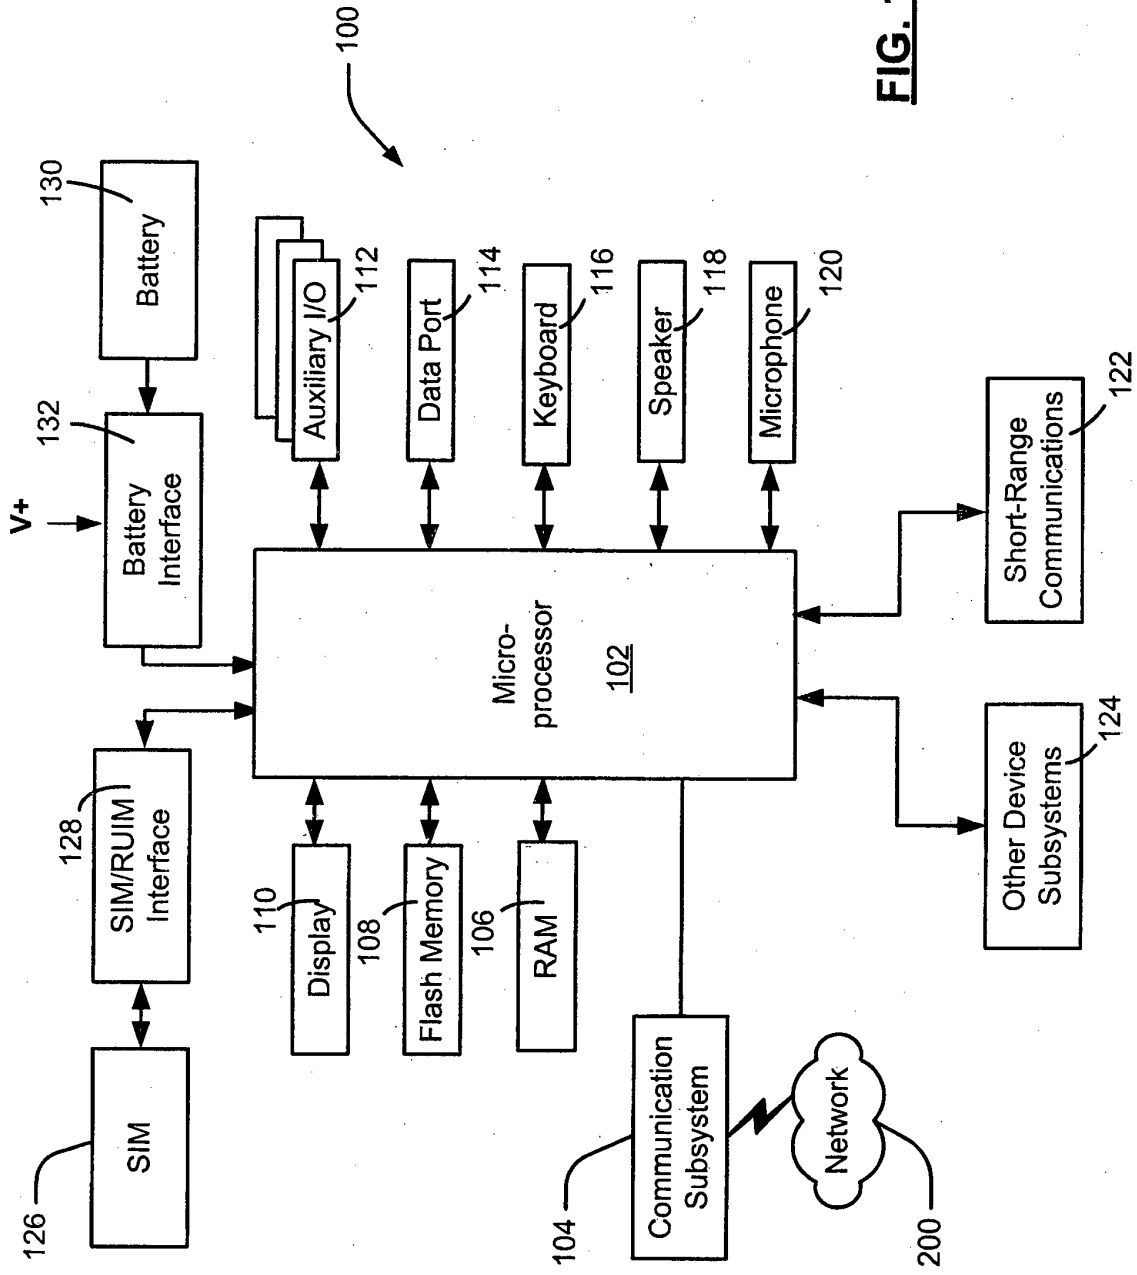 126
SIM
128
SIM/RUIM
Interface
V+
132
Battery
Interface
130
Battery
100
110
Display
108
Flash Memory
106
RAM
Micro-
processor
102
Auxiliary I/O
112
Data Port
114
Keyboard
116
Speaker
118
Microphone
120
104
Communication
Subsystem
Network
200
Other Device
Subsystems
124
Short-Range
Communications
122
FIG.